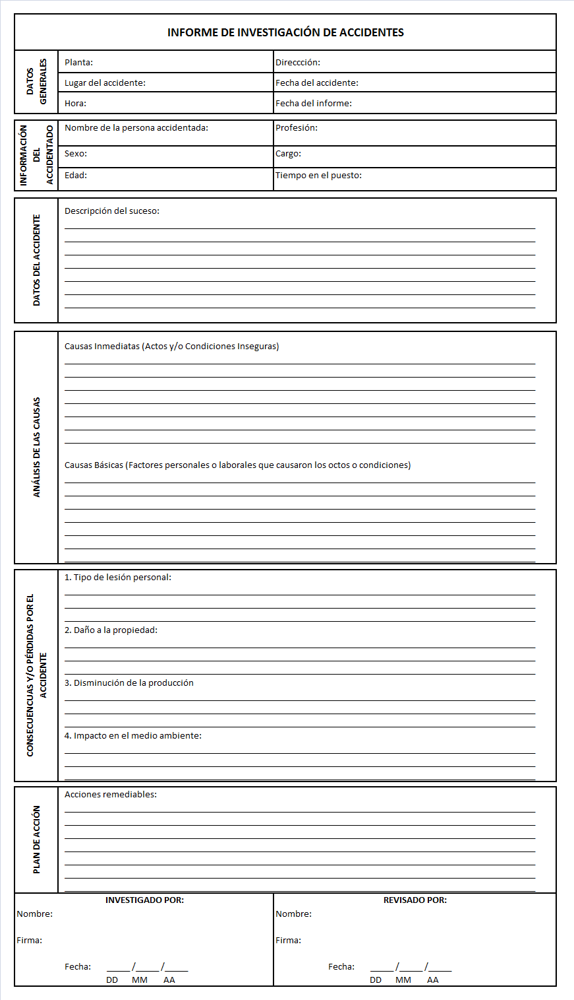 INFORME DE INVESTIGACIÓN DE ACCIDENTES
DATOS
GENERALES
Planta:
Direccción:
Lugar del accidente:
Fecha del accidente:
Hora:
Fecha del informe:
INFORMACIÓN
DEL
ACCIDENTADO
Nombre de la persona accidentada:
Profesión:
Sexo:
Cargo:
Edad:
Tiempo en el puesto:
DATOS DEL ACCIDENTE
Descripción del suceso:
ANÁLISIS DE LAS CAUSAS
Causas Inmediatas (Actos y/o Condiciones Inseguras)
Causas Básicas (Factores personales o laborales que causaron los octos o condiciones)
CONSECUENCUAS Y/O PÉRDIDAS POR EL
ACCIDENTE
1. Tipo de lesión personal:
2. Daño a la propiedad:
3. Disminución de la producción
4. Impacto en el medio ambiente:
PLAN DE ACCIÓN
Acciones remediables:
INVESTIGADO POR:
Nombre:
Firma:
Fecha: _____ /_____ /_____
DD MM AA
REVISADO POR:
Nombre:
Firma:
Fecha: _____ /_____ /_____
DD MM AA